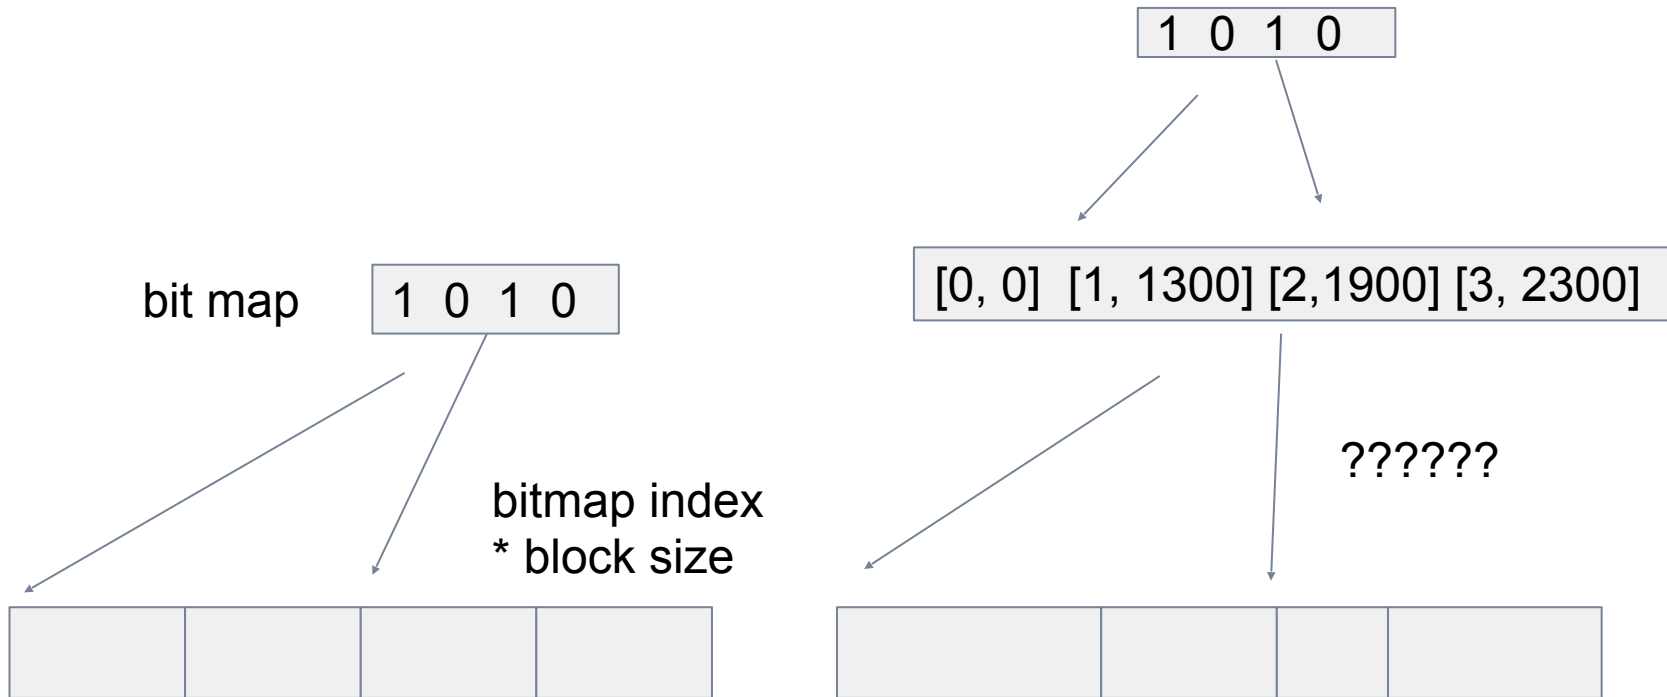 1 0 1 0
[0, 0] [1, 1300] [2,1900] [3, 2300]
bit map
1 0 1 0
??????
bitmap index
* block size